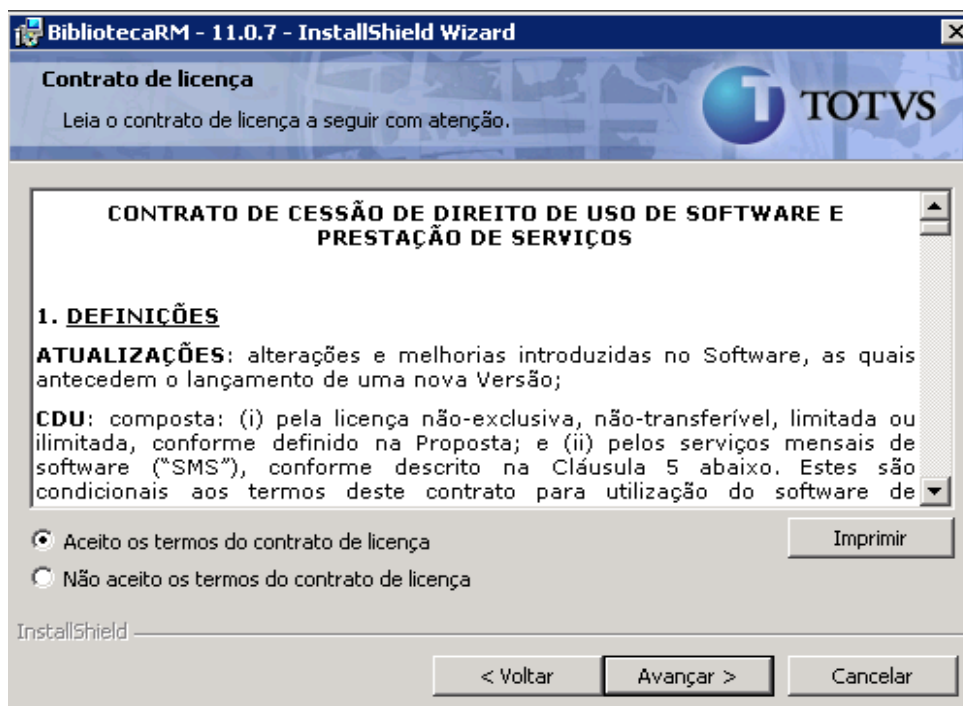 BibliotecaRM - 11.0.7 - InstallShield Wizard
Contrato de licença
Leia o contrato de licença a seguir com atenção.
TOTVS
CONTRATO DE CESSÃO DE DIREITO DE USO DE SOFTWARE E
PRESTAÇÃO DE SERVIÇOS
1. DEFINIÇÕES
ATUALIZAÇÕES: alterações e melhorias introduzidas no Software, as quais
antecedem o lançamento de uma nova Versão;
CDU: composta: (i) pela licença não-exclusiva, não-transferível, limitada ou
ilimitada, conforme definido na Proposta; e (ii) pelos serviços mensais de
software (“SMS”), conforme descrito na Cláusula 5 abaixo. Estes são
condicionais aos termos deste contrato para utilização do software de
Aceito os termos do contrato de licença
Imprimir
Não aceito os termos do contrato de licença
InstallShield
< Voltar
Avançar >
Cancelar